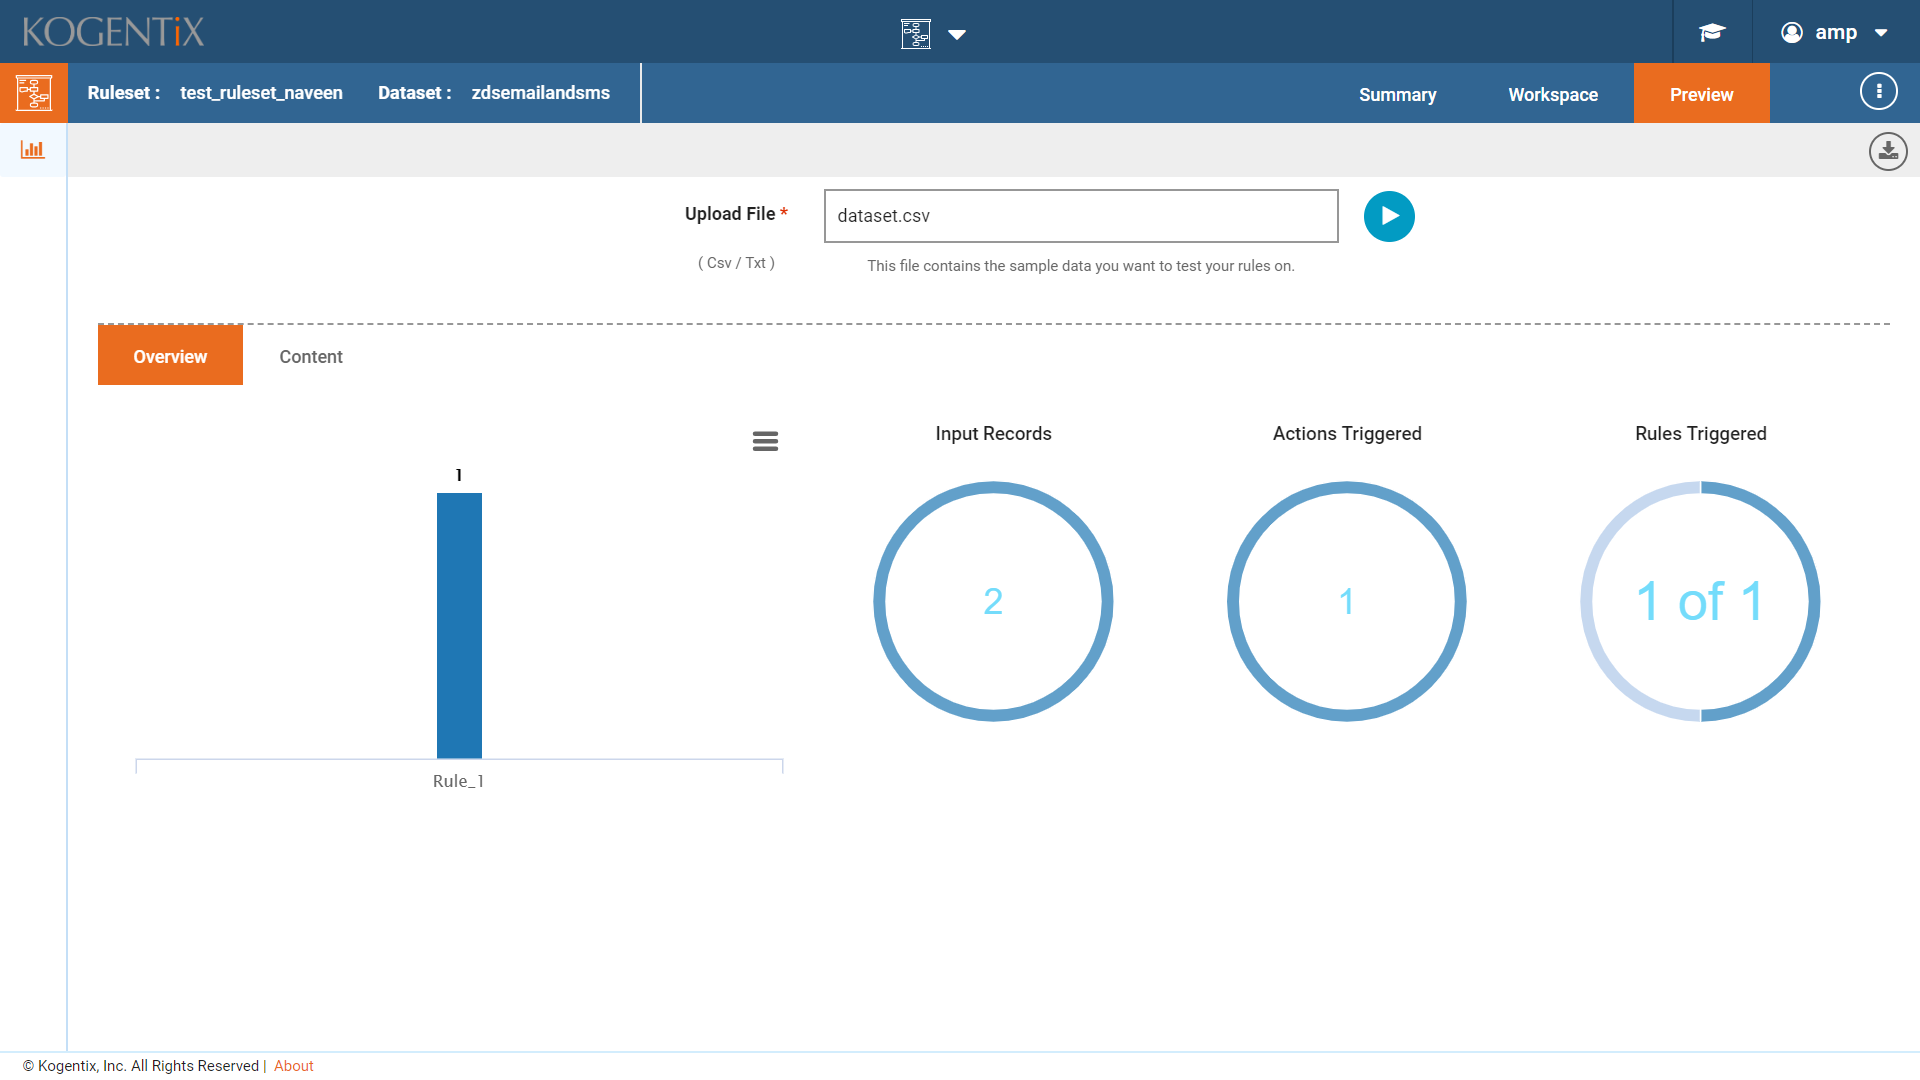 KOGENTiX
amp
Ruleset : test_ruleset_naveen Dataset : zdsemailandsms
Summary Workspace Preview
Upload File * dataset.csv
( Csv / Txt ) This file contains the sample data you want to test your rules on.
Overview Content
Input Records Actions Triggered Rules Triggered
1
2 1 1 of 1
Rule_1
© Kogentix, Inc. All Rights Reserved | About